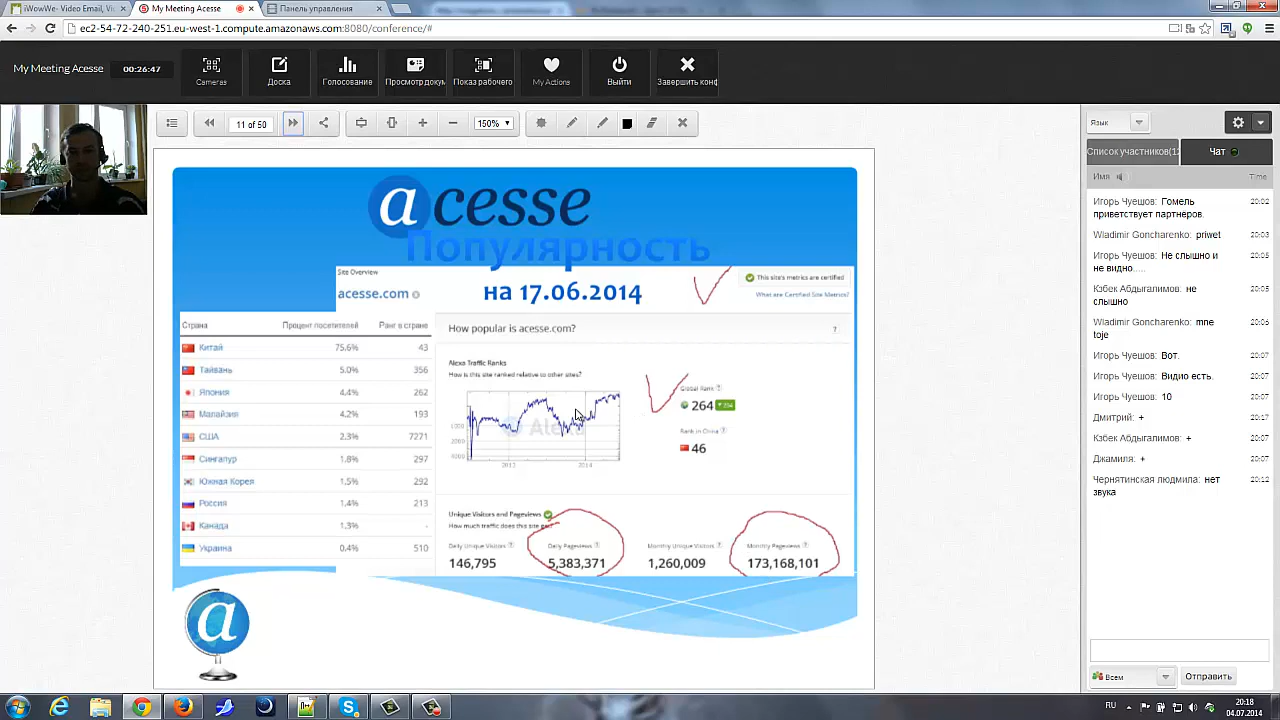 iWowWe- Video Email, Vi
My Meeting Acesse
Панель управления
ec2-54-72-240-251.eu-west-1.compute.amazonaws.com:8080/conference/#
My Meeting Acesse
00:26:47
Cameras
Доска
Голосование
Просмотр докум
Показ рабочего
My Actions
Выйти
Завершить конф
11 of 50
150%
Язык
Список участников(12
Чат
Имя
Time
acesse
Популярность
на 17.06.2014
Site Overview
acesse.com
This site's metrics are certified
What are Certified Site Metrics?
Страна Процент посетителей Ранг в стране
Китай 75.6% 43
Тайвань 5.0% 356
Япония 4.4% 262
Малайзия 4.2% 193
США 2.3% 7271
Сингапур 1.8% 297
Южная Корея 1.5% 292
Россия 1.4% 213
Канада 1.3% -
Украина 0.4% 510
How popular is acesse.com?
?
Alexa Traffic Ranks
How is this site ranked relative to other sites?
1000
2000
4000
2012 2014
Alexa
Global Rank ?
264
Rank in China ?
46
Unique Visitors and Pageviews
How much traffic does this site get?
Daily Unique Visitors ?
146,795
Daily Pageviews ?
5,383,371
Monthly Unique Visitors ?
1,260,009
Monthly Pageviews ?
173,168,101
a
Игорь Чуешов: Гомель 20:02
приветствует партнеров.
Wladimir Goncharenko: priwet 20:03
Игорь Чуешов: Не слышно и 20:05
не видно.....
Кэбек Абдыгалимов: не 20:05
слышно
Wladimir Goncharenko: mne 20:06
toje
Игорь Чуешов: Вот 20:07
Игорь Чуешов: Видно есть. 20:07
Игорь Чуешов: 10 20:07
Дмитрий: + 20:07
Кэбек Абдыгалимов: + 20:07
Джамиля: + 20:07
Чернятинская людмила: нет 20:12
звука
Всем
Отправить
RU
20:18
04.07.2014